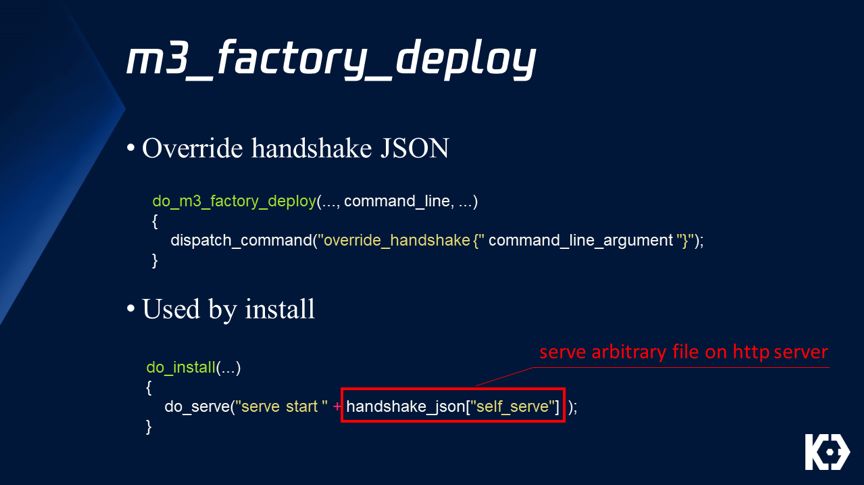 m3_factory_deploy
• Override handshake JSON
do_m3_factory_deploy(..., command_line, ...)
{
dispatch_command("override_handshake {" command_line_argument "}");
}
• Used by install
serve arbitrary file on http server
do_install(...)
{
do_serve("serve start " + handshake_json["self_serve"] );
}